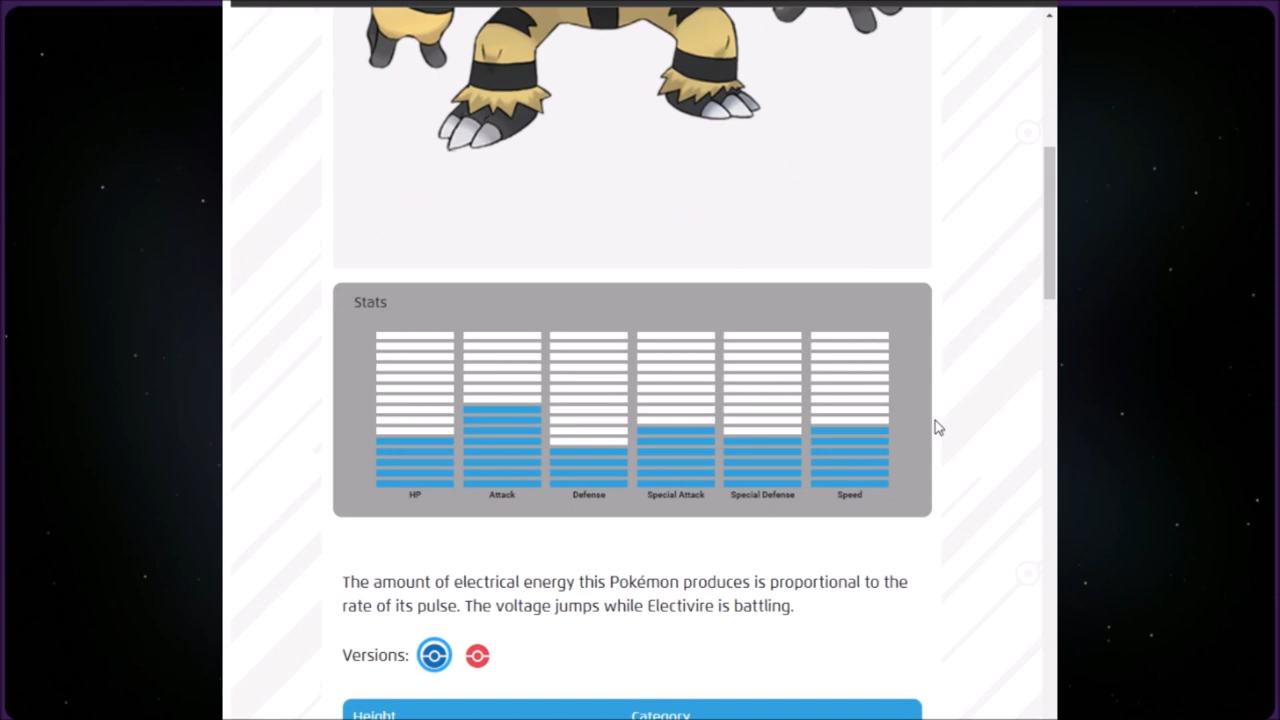 Stats
HP Attack Defense Special Attack Special Defense Speed
The amount of electrical energy this Pokémon produces is proportional to the
rate of its pulse. The voltage jumps while Electivire is battling.
Versions:
Height Category